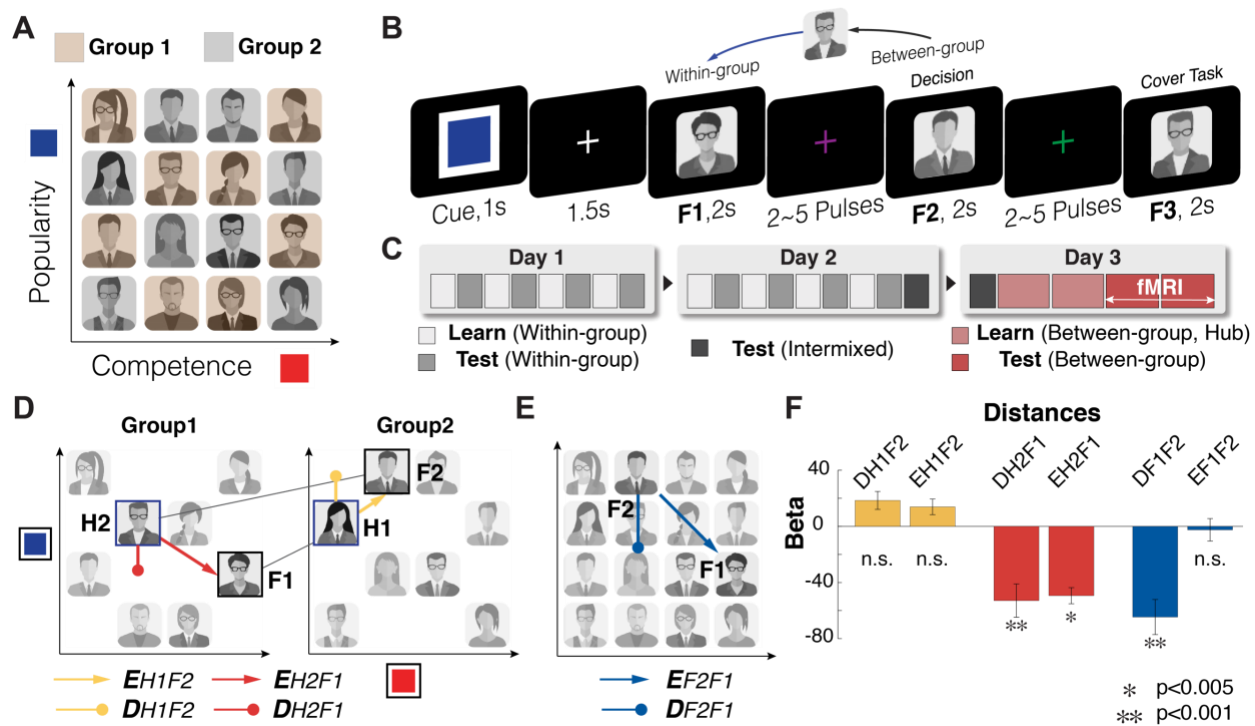 A
Group 1
Group 2
Popularity
Competence
B
Within-group
Between-group
Decision
Cover Task
Cue,1s
1.5s
F1,2s
2~5 Pulses
F2, 2s
2~5 Pulses
F3, 2s
C
Day 1
Day 2
Day 3
fMRI
Learn (Within-group)
Test (Within-group)
Test (Intermixed)
Learn (Between-group, Hub)
Test (Between-group)
D
Group1
Group2
F2
H2
H1
F1
EH1F2
EH2F1
DH1F2
DH2F1
E
F2
F1
EF2F1
DF2F1
F
Distances
DH1F2
EH1F2
DH2F1
EH2F1
DF1F2
EF1F2
Beta
40
0
-40
-80
n.s.
n.s.
**
*
**
n.s.
* p<0.005
** p<0.001